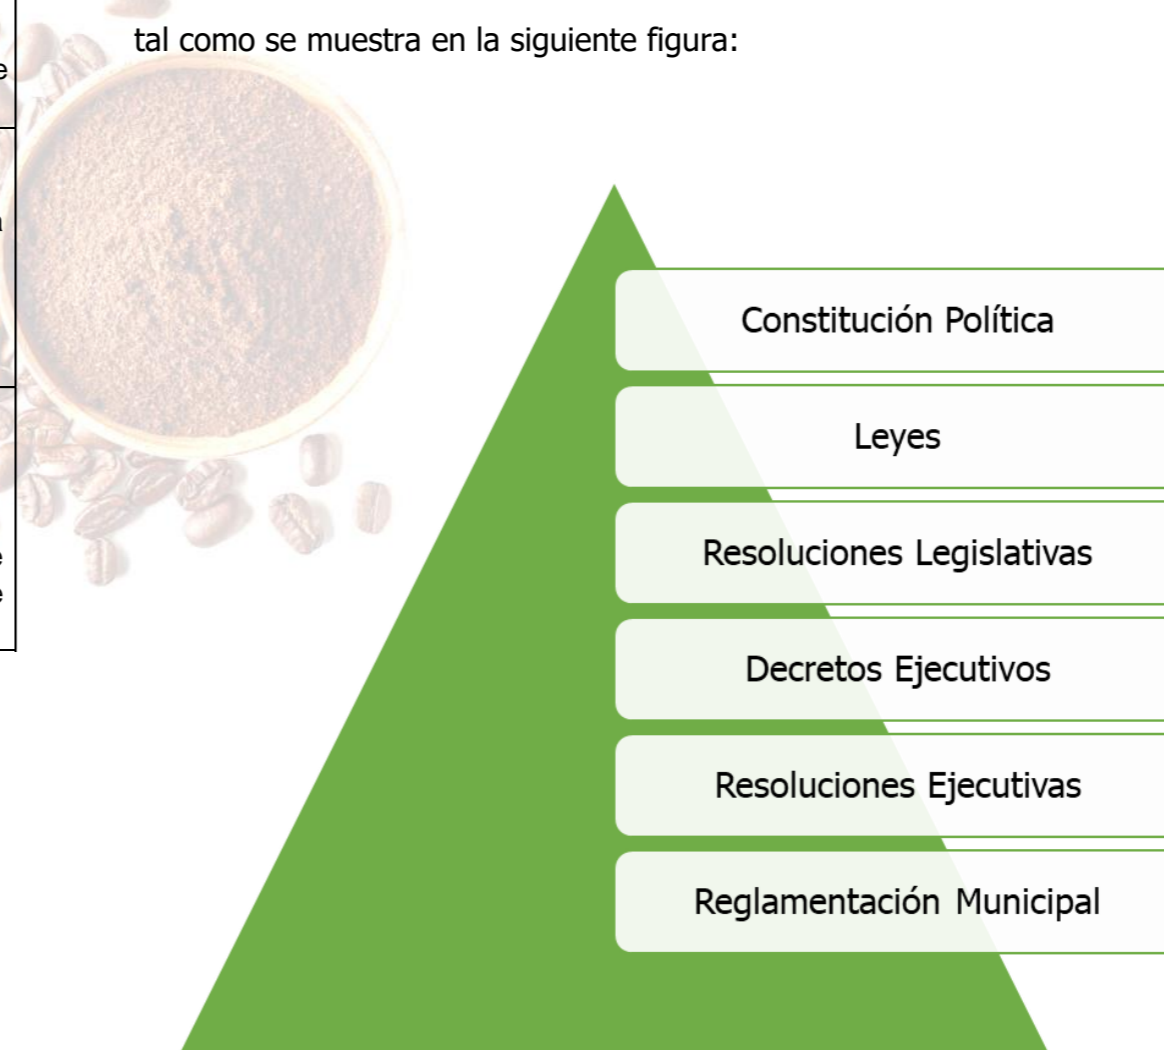 tal como se muestra en la siguiente figura:
Constitución Política
Leyes
Resoluciones Legislativas
Decretos Ejecutivos
Resoluciones Ejecutivas
Reglamentación Municipal